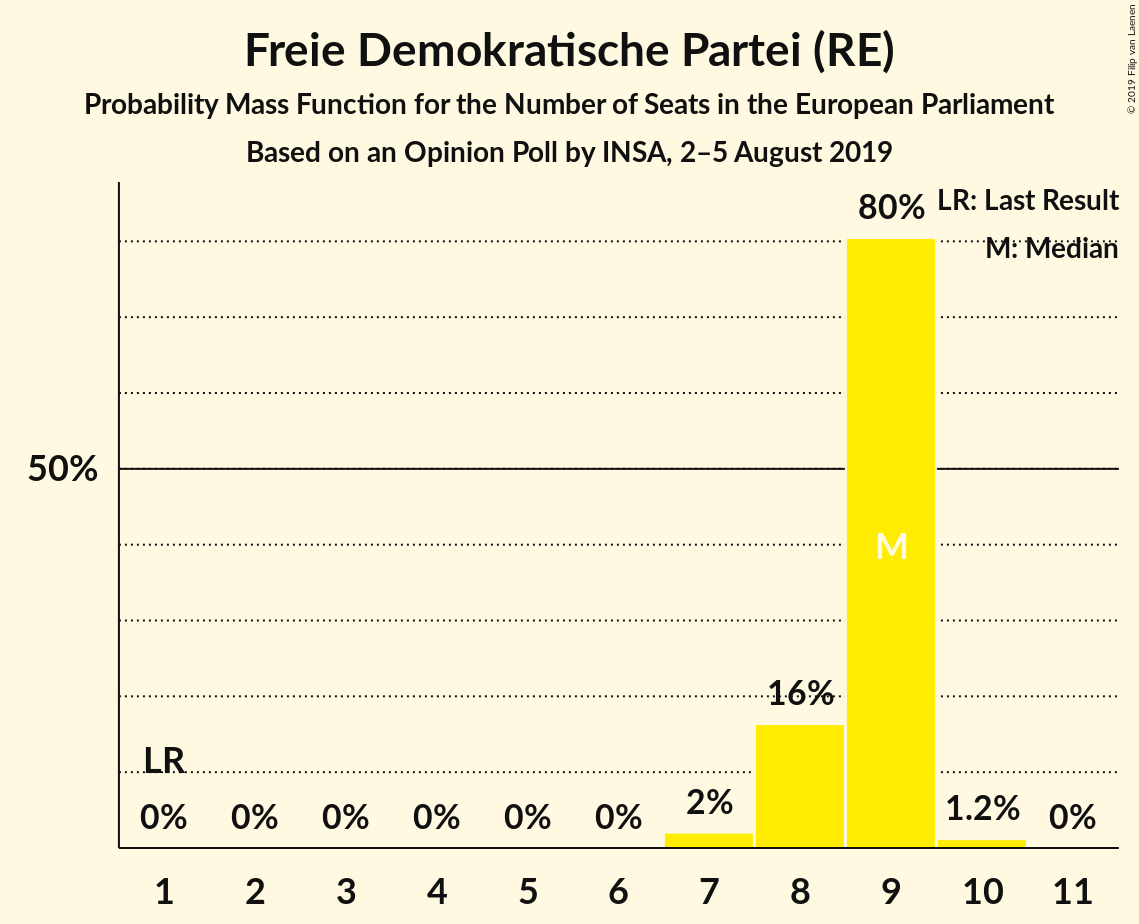 Freie Demokratische Partei (RE)
Probability Mass Function for the Number of Seats in the European Parliament
Based on an Opinion Poll by INSA, 2–5 August 2019
© 2019 Filip van Laenen
LR: Last Result
M: Median
80%
50%
M
16%
LR
2%
1.2%
0% 0% 0% 0% 0% 0% 0%
1 2 3 4 5 6 7 8 9 10 11